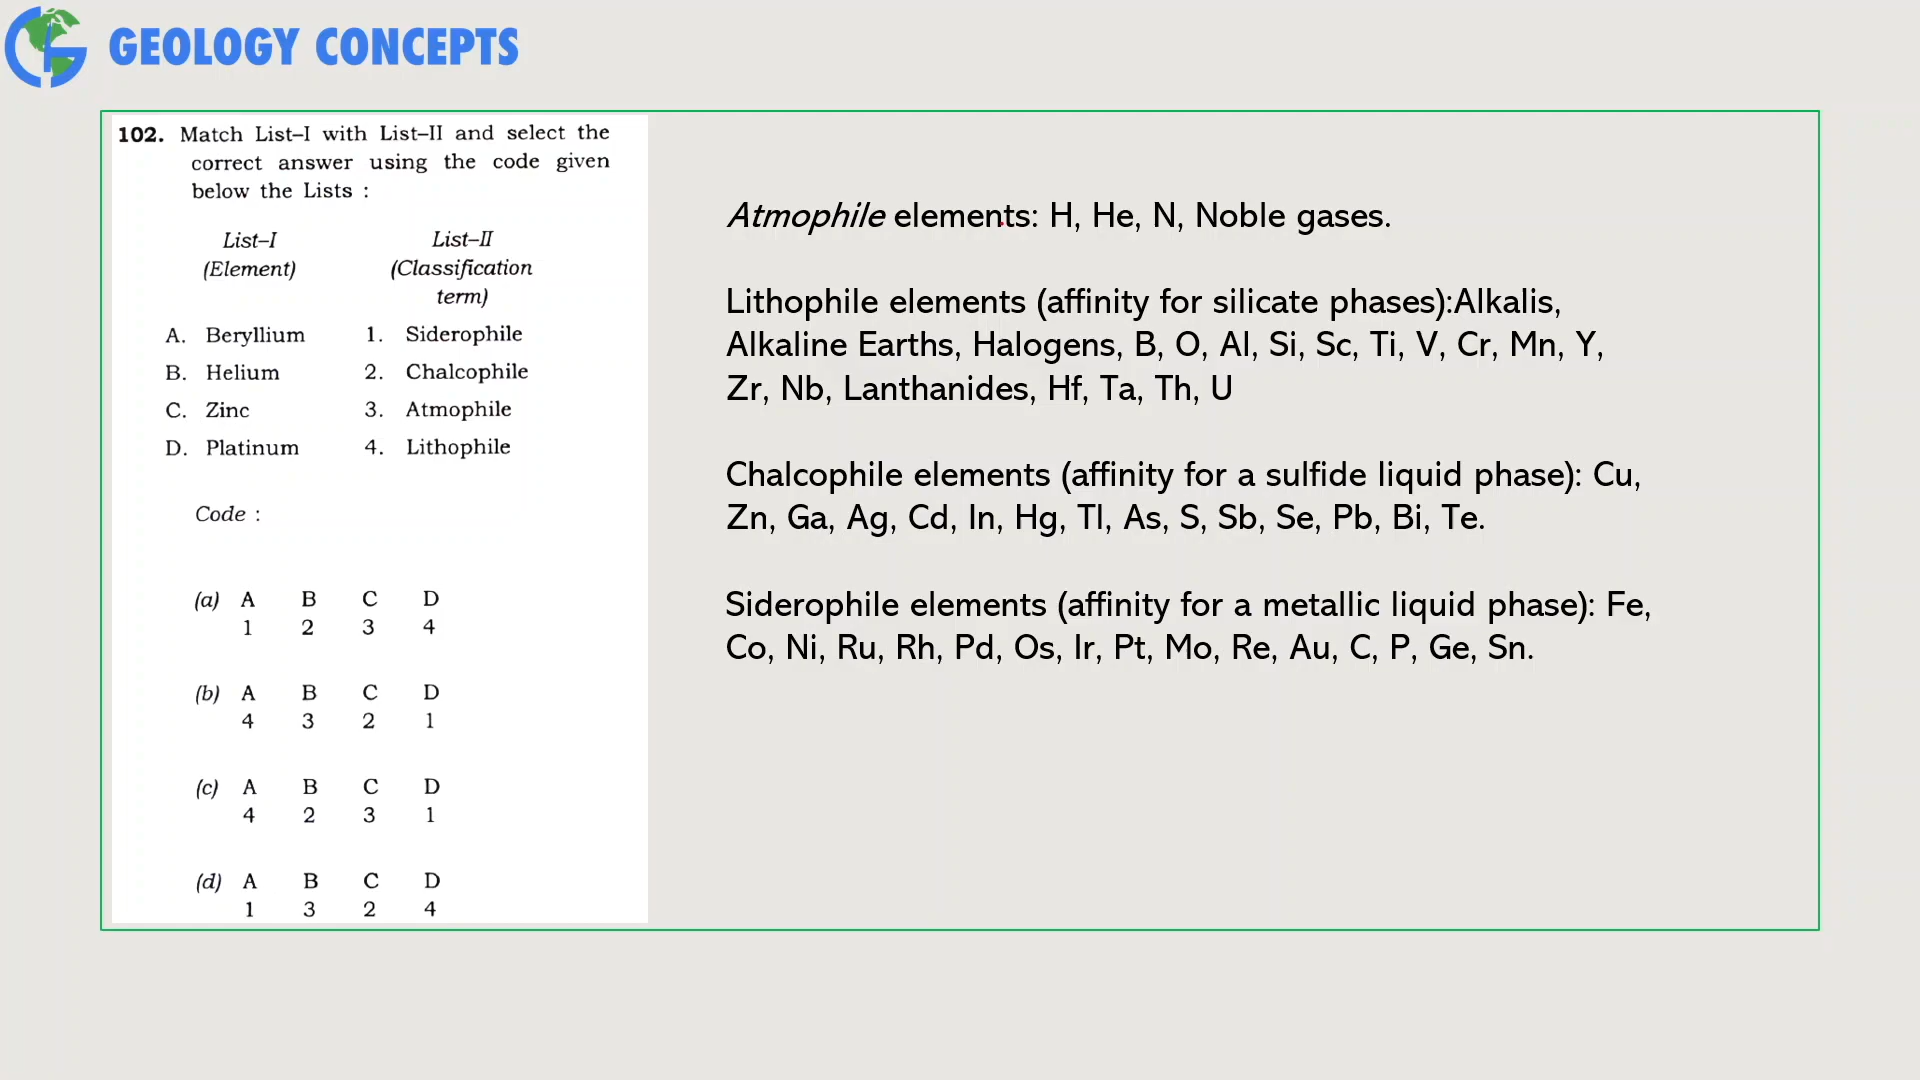 GEOLOGY CONCEPTS
102. Match List–I with List–II and select the
correct answer using the code given
below the Lists :
List–I List–II
(Element) (Classification
term)
A. Beryllium 1. Siderophile
B. Helium 2. Chalcophile
C. Zinc 3. Atmophile
D. Platinum 4. Lithophile
Code :
(a) A B C D
1 2 3 4
(b) A B C D
4 3 2 1
(c) A B C D
4 2 3 1
(d) A B C D
1 3 2 4
Atmophile elements: H, He, N, Noble gases.
Lithophile elements (affinity for silicate phases):Alkalis,
Alkaline Earths, Halogens, B, O, Al, Si, Sc, Ti, V, Cr, Mn, Y,
Zr, Nb, Lanthanides, Hf, Ta, Th, U
Chalcophile elements (affinity for a sulfide liquid phase): Cu,
Zn, Ga, Ag, Cd, In, Hg, Tl, As, S, Sb, Se, Pb, Bi, Te.
Siderophile elements (affinity for a metallic liquid phase): Fe,
Co, Ni, Ru, Rh, Pd, Os, Ir, Pt, Mo, Re, Au, C, P, Ge, Sn.